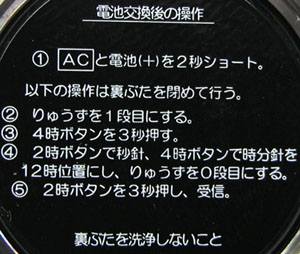 電池交換後の操作
① ACと電池(+)を2秒ショート。
以下の操作は裏ぶたを閉めて行う。
② りゅうずを1段目にする。
③ 4時ボタンを3秒押す。
④ 2時ボタンで秒針、4時ボタンで時分針を
12時位置にし、りゅうずを0段目にする。
⑤ 2時ボタンを3秒押し、受信。
裏ぶたを洗浄しないこと